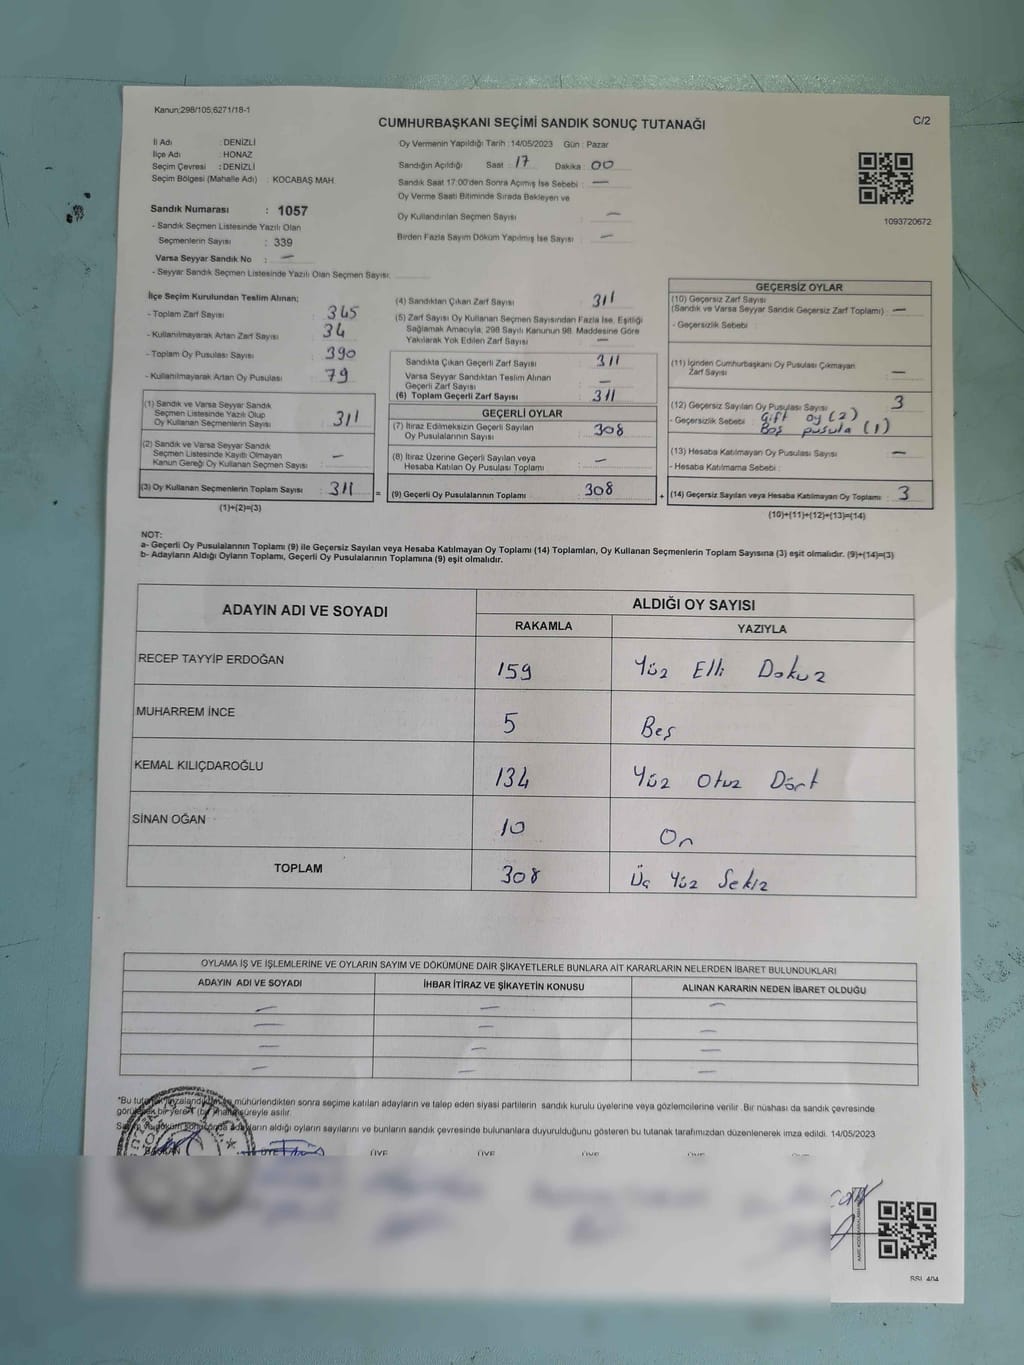 Kanun:298/105,6271/18-1
CUMHURBAŞKANI SEÇİMİ SANDIK SONUÇ TUTANAĞI
C/2
İli Adı : DENİZLİ
İlçe Adı : HONAZ
Seçim Çevresi : DENİZLİ
Seçim Bölgesi (Mahalle Adı) : KOCABAŞ MAH.
Sandık Numarası : 1057
- Sandık Seçmen Listesinde Yazılı Olan
Seçmenlerin Sayısı : 339
Varsa Seyyar Sandık No : —
- Seyyar Sandık Seçmen Listesinde Yazılı Olan Seçmen Sayısı:
Oy Vermenin Yapıldığı Tarih :14/05/2023 Gün : Pazar
Sandığın Açıldığı Saat : 17 Dakika : 00
Sandık Saat 17:00'den Sonra Açılmış İse Sebebi : —
Oy Verme Saati Bitiminde Sırada Bekleyen ve
Oy Kullandırılan Seçmen Sayısı : —
Birden Fazla Sayım Döküm Yapılmış İse Sayısı : —
1093720672
İlçe Seçim Kurulundan Teslim Alınan;
- Toplam Zarf Sayısı : 345
- Kullanılmayarak Artan Zarf Sayısı : 34
- Toplam Oy Pusulası Sayısı : 390
- Kullanılmayarak Artan Oy Pusulası : 79
(1) Sandık ve Varsa Seyyar Sandık
Seçmen Listesinde Yazılı Olup
Oy Kullanan Seçmenlerin Sayısı : 311
(2) Sandık ve Varsa Seyyar Sandık
Seçmen Listesinde Kayıtlı Olmayan
Kanun Gereği Oy Kullanan Seçmen Sayısı : —
(3) Oy Kullanan Seçmenlerin Toplam Sayısı : 311
(1)+(2)=(3)
=
(4) Sandıktan Çıkan Zarf Sayısı : 311
(5) Zarf Sayısı Oy Kullanan Seçmen Sayısından Fazla İse, Eşitliği
Sağlamak Amacıyla, 298 Sayılı Kanunun 98. Maddesine Göre
Yakılarak Yok Edilen Zarf Sayısı : —
Sandıkta Çıkan Geçerli Zarf Sayısı : 311
Varsa Seyyar Sandıktan Teslim Alınan
Geçerli Zarf Sayısı : —
(6) Toplam Geçerli Zarf Sayısı : 311
GEÇERLİ OYLAR
(7) İtiraz Edilmeksizin Geçerli Sayılan
Oy Pusulalarının Sayısı : 308
(8) İtiraz Üzerine Geçerli Sayılan veya
Hesaba Katılan Oy Pusulası Toplamı : —
(9) Geçerli Oy Pusulalarının Toplamı : 308
+
GEÇERSİZ OYLAR
(10) Geçersiz Zarf Sayısı
(Sandık ve Varsa Seyyar Sandık Geçersiz Zarf Toplamı) : —
- Geçersizlik Sebebi :
(11) İçinden Cumhurbaşkanı Oy Pusulası Çıkmayan
Zarf Sayısı : —
(12) Geçersiz Sayılan Oy Pusulası Sayısı : 3
- Geçersizlik Sebebi : Çift oy (2)
Boş pusula (1)
(13) Hesaba Katılmayan Oy Pusulası Sayısı : —
- Hesaba Katılmama Sebebi :
(14) Geçersiz Sayılan veya Hesaba Katılmayan Oy Toplamı : 3
(10)+(11)+(12)+(13)=(14)
NOT:
a- Geçerli Oy Pusulalarının Toplamı (9) ile Geçersiz Sayılan veya Hesaba Katılmayan Oy Toplamı (14) Toplamları, Oy Kullanan Seçmenlerin Toplam Sayısına (3) eşit olmalıdır. (9)+(14)=(3)
b- Adayların Aldığı Oyların Toplamı, Geçerli Oy Pusulalarının Toplamına (9) eşit olmalıdır.
ADAYIN ADI VE SOYADI ALDIĞI OY SAYISI
RAKAMLA YAZIYLA
RECEP TAYYİP ERDOĞAN 159 Yüz Elli Dokuz
MUHARREM İNCE 5 Beş
KEMAL KILIÇDAROĞLU 134 Yüz Otuz Dört
SİNAN OĞAN 10 On
TOPLAM 308 Üç Yüz Sekiz
OYLAMA İŞ VE İŞLEMLERİNE VE OYLARIN SAYIM VE DÖKÜMÜNE DAİR ŞİKAYETLERLE BUNLARA AİT KARARLARIN NELERDEN İBARET BULUNDUKLARI
ADAYIN ADI VE SOYADI İHBAR İTİRAZ VE ŞİKAYETİN KONUSU ALINAN KARARIN NEDEN İBARET OLDUĞU
— — —
— — —
— — —
— — —
*Bu mühürlendikten sonra seçime katılan adayların ve talep eden siyasi partilerin sandık kurulu üyelerine veya gözlemcilerine verilir. Bir nüshası da sandık çevresinde
bir yere süreyle asılır.
aldığı oyların sayılarını ve bunların sandık çevresinde bulunanlara duyurulduğunu gösteren bu tutanak tarafımızdan düzenlenerek imza edildi. 14/05/2023
BAŞKAN ÜYE ÜYE ÜYE ÜYE